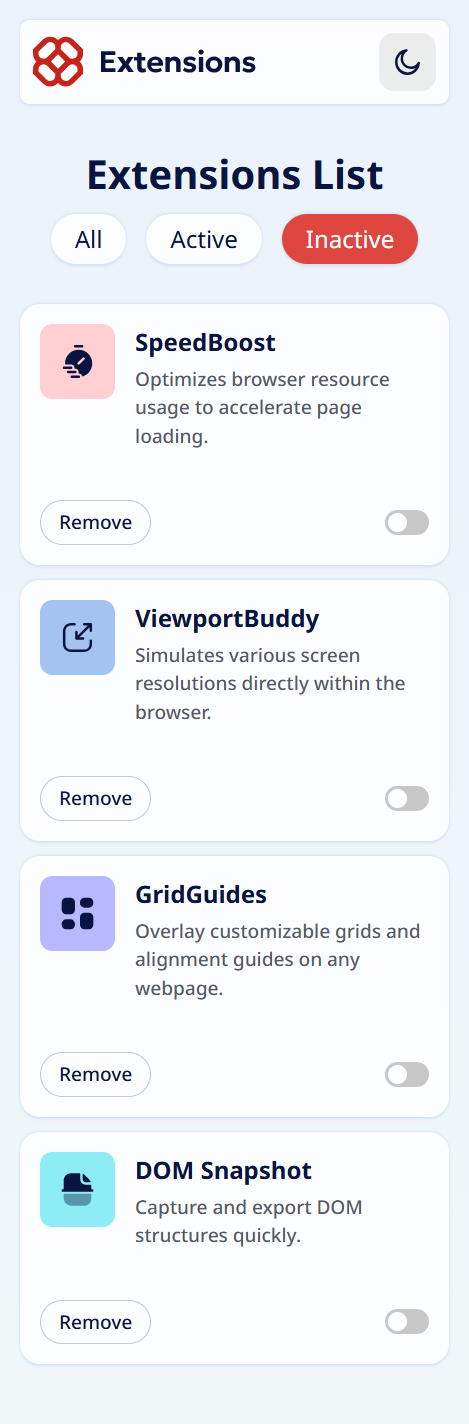 Extensions
Extensions List
All Active Inactive
SpeedBoost
Optimizes browser resource
usage to accelerate page
loading.
Remove
ViewportBuddy
Simulates various screen
resolutions directly within the
browser.
Remove
GridGuides
Overlay customizable grids and
alignment guides on any
webpage.
Remove
DOM Snapshot
Capture and export DOM
structures quickly.
Remove